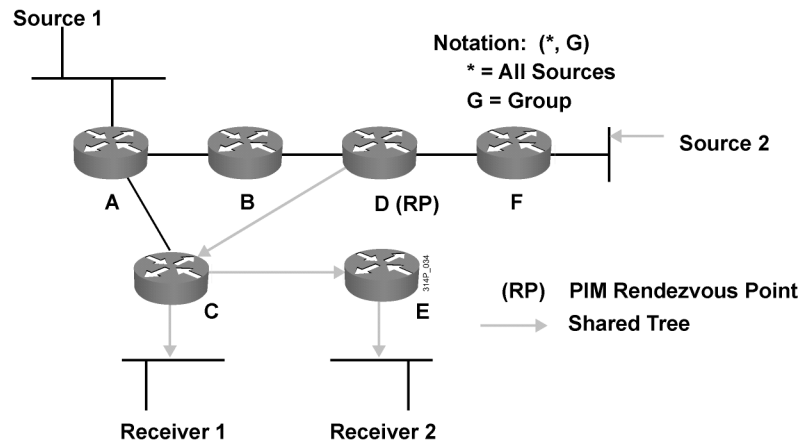 Source 1
Notation: (*, G)
* = All Sources
G = Group
Source 2
A
B
D (RP)
F
C
E
314P_034
(RP) PIM Rendezvous Point
Shared Tree
Receiver 1
Receiver 2